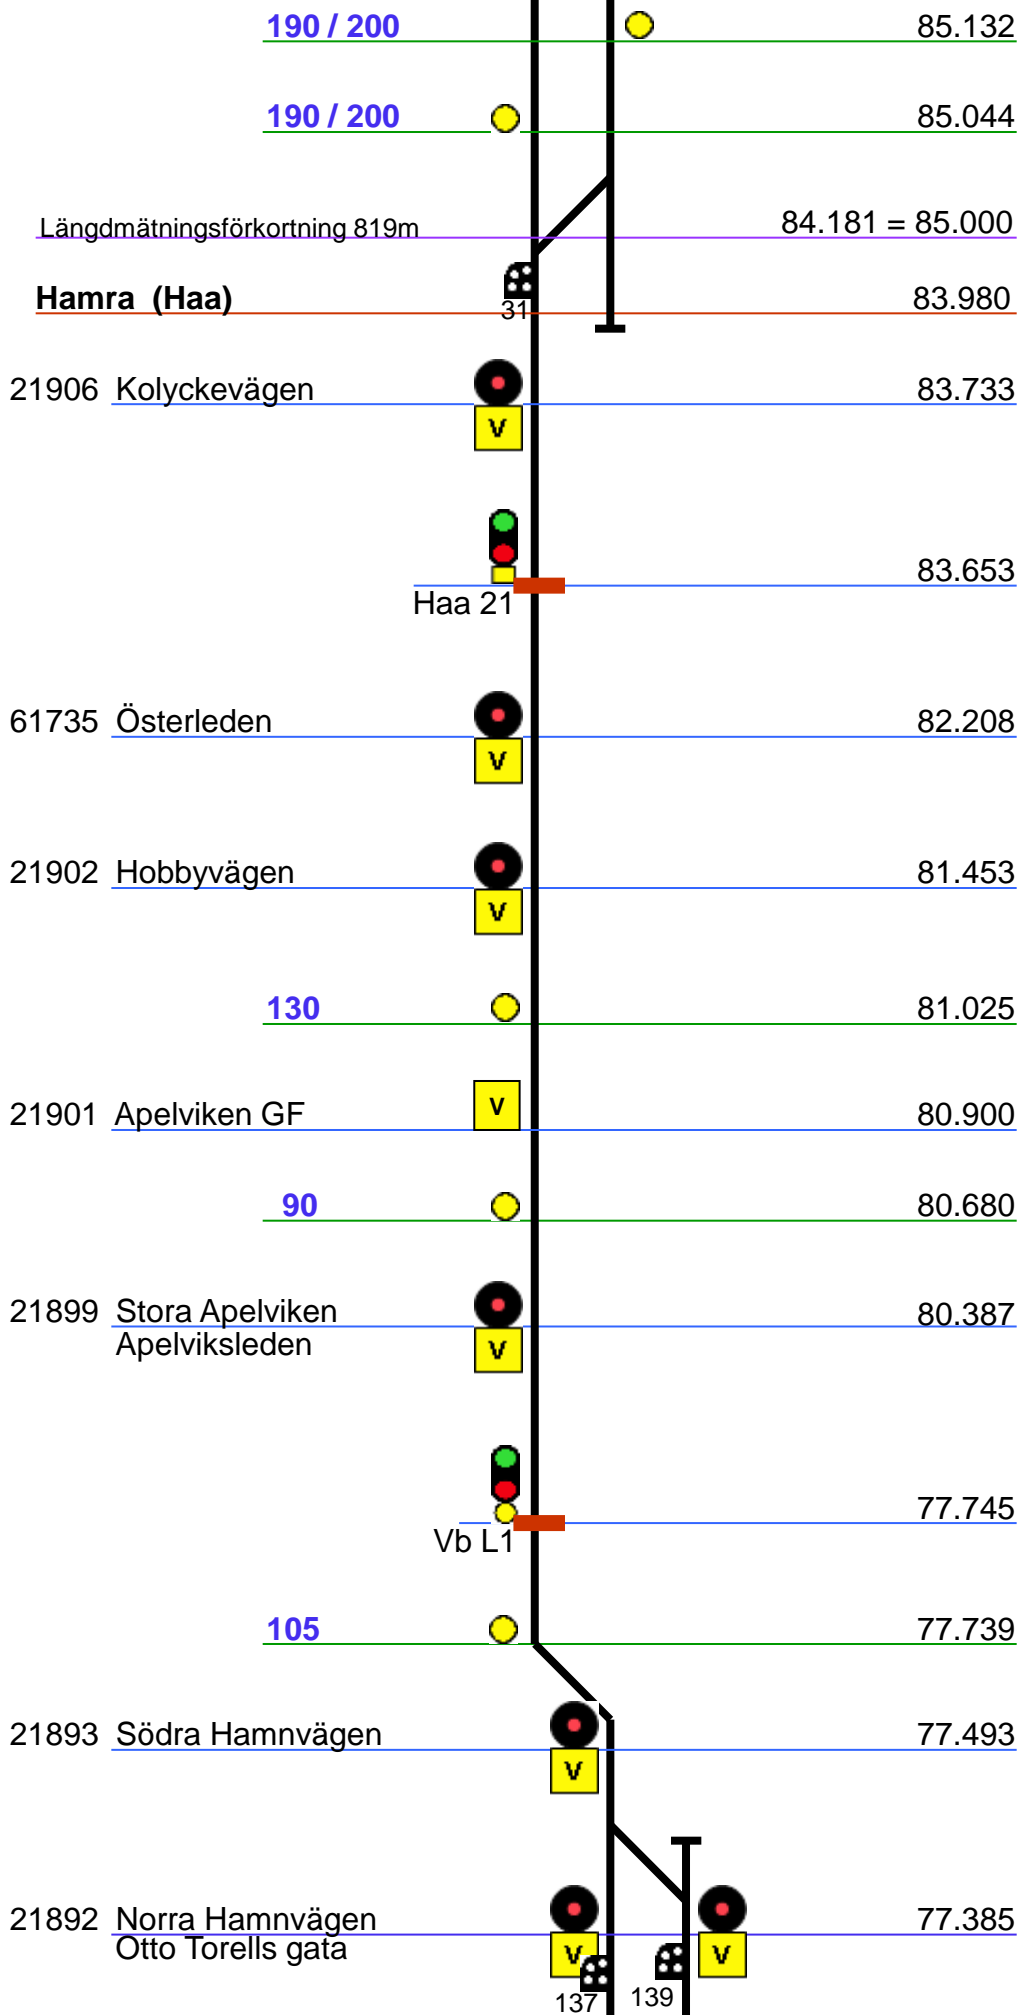 190 / 200 85.132
190 / 200 85.044
Längdmätningsförkortning 819m 84.181 = 85.000
Hamra (Haa) 83.980
31
21906 Kolyckevägen 83.733
V
83.653
Haa 21
61735 Österleden 82.208
V
21902 Hobbyvägen 81.453
V
130 81.025
21901 Apelviken GF V 80.900
90 80.680
21899 Stora Apelviken 80.387
Apelviksleden V
77.745
Vb L1
105 77.739
21893 Södra Hamnvägen 77.493
V
21892 Norra Hamnvägen 77.385
Otto Torells gata V V
137 139